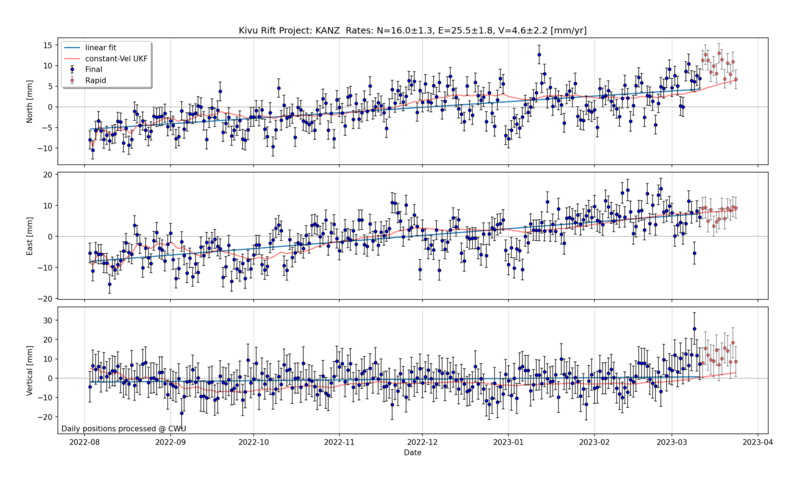 Kivu Rift Project: KANZ Rates: N=16.0±1.3, E=25.5±1.8, V=4.6±2.2 [mm/yr]
linear fit
constant-Vel UKF
Final
Rapid
North [mm]
15
10
5
0
−5
−10
East [mm]
20
10
0
−10
−20
Vertical [mm]
30
20
10
0
−10
−20
Daily positions processed @ CWU
2022-08 2022-09 2022-10 2022-11 2022-12 2023-01 2023-02 2023-03 2023-04
Date